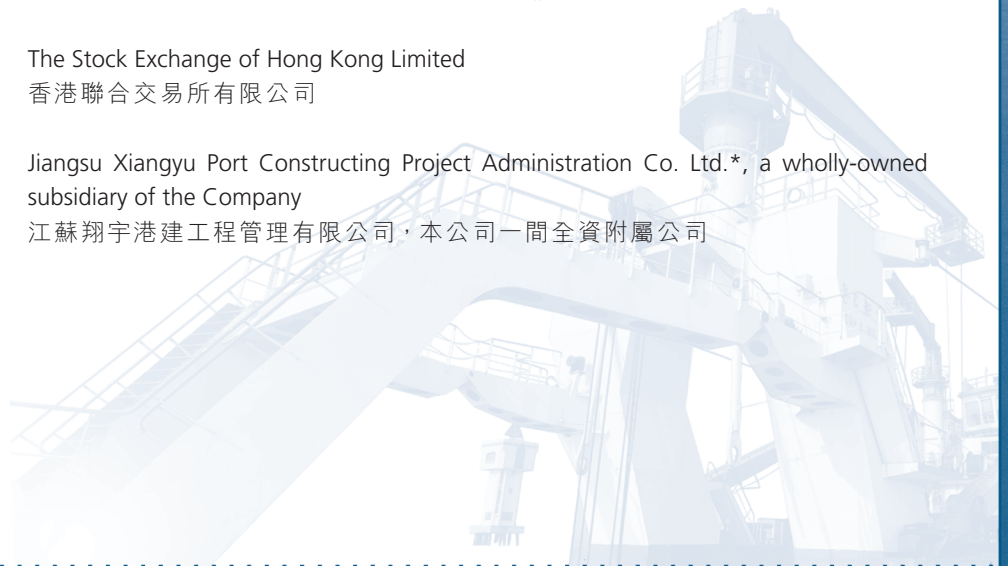 The Stock Exchange of Hong Kong Limited
香港聯合交易所有限公司
Jiangsu Xiangyu Port Constructing Project Administration Co. Ltd.*, a wholly-owned
subsidiary of the Company
江蘇翔宇港建工程管理有限公司，本公司一間全資附屬公司